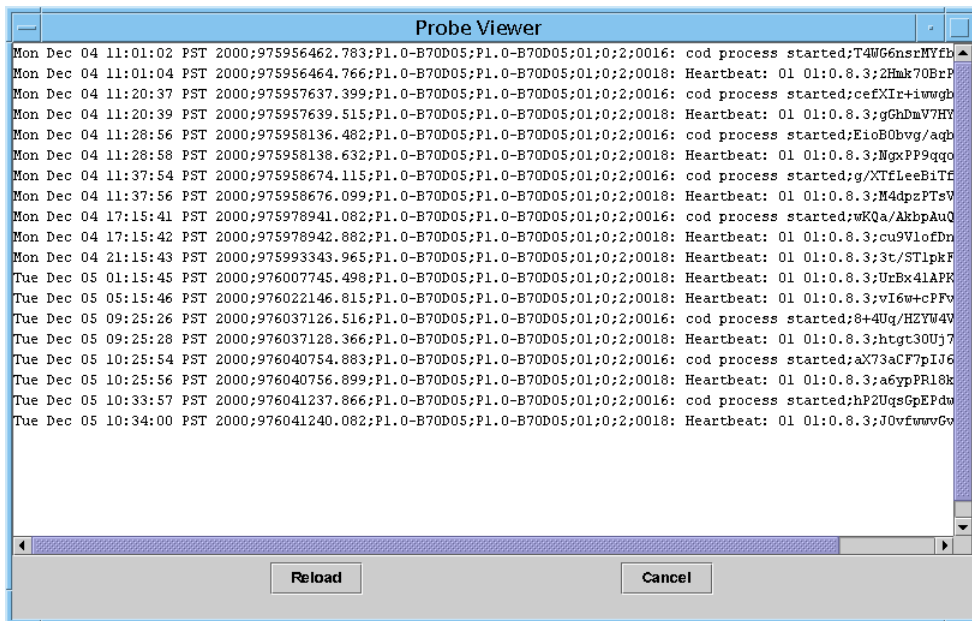 Probe Viewer
Mon Dec 04 11:01:02 PST 2000;975956462.783;P1.0-B70D05;P1.0-B70D05;01;0;2;0016: cod process started;T4WG6nsrMYfb
Mon Dec 04 11:01:04 PST 2000;975956464.766;P1.0-B70D05;P1.0-B70D05;01;0;2;0018: Heartbeat: 01 01:0.8.3;2Hmk70BrP
Mon Dec 04 11:20:37 PST 2000;975957637.399;P1.0-B70D05;P1.0-B70D05;01;0;2;0016: cod process started;cefXIr+iwwgb
Mon Dec 04 11:20:39 PST 2000;975957639.515;P1.0-B70D05;P1.0-B70D05;01;0;2;0018: Heartbeat: 01 01:0.8.3;gGhDmV7HY
Mon Dec 04 11:28:56 PST 2000;975958136.482;P1.0-B70D05;P1.0-B70D05;01;0;2;0016: cod process started;EioB0bvg/aqb
Mon Dec 04 11:28:58 PST 2000;975958138.632;P1.0-B70D05;P1.0-B70D05;01;0;2;0018: Heartbeat: 01 01:0.8.3;NgxPP9qqo
Mon Dec 04 11:37:54 PST 2000;975958674.115;P1.0-B70D05;P1.0-B70D05;01;0;2;0016: cod process started;g/XTfLeeBiTf
Mon Dec 04 11:37:56 PST 2000;975958676.099;P1.0-B70D05;P1.0-B70D05;01;0;2;0018: Heartbeat: 01 01:0.8.3;M4dpzPTsV
Mon Dec 04 17:15:41 PST 2000;975978941.082;P1.0-B70D05;P1.0-B70D05;01;0;2;0016: cod process started;wKQa/AkbpAuQ
Mon Dec 04 17:15:42 PST 2000;975978942.882;P1.0-B70D05;P1.0-B70D05;01;0;2;0018: Heartbeat: 01 01:0.8.3;cu9VlofDn
Mon Dec 04 21:15:43 PST 2000;975993343.965;P1.0-B70D05;P1.0-B70D05;01;0;2;0018: Heartbeat: 01 01:0.8.3;3t/STlpkF
Tue Dec 05 01:15:45 PST 2000;976007745.498;P1.0-B70D05;P1.0-B70D05;01;0;2;0018: Heartbeat: 01 01:0.8.3;UrBx4lAPK
Tue Dec 05 05:15:46 PST 2000;976022146.815;P1.0-B70D05;P1.0-B70D05;01;0;2;0018: Heartbeat: 01 01:0.8.3;vI6w+cPFv
Tue Dec 05 09:25:26 PST 2000;976037126.516;P1.0-B70D05;P1.0-B70D05;01;0;2;0016: cod process started;8+4Uq/HZYW4V
Tue Dec 05 09:25:28 PST 2000;976037128.366;P1.0-B70D05;P1.0-B70D05;01;0;2;0018: Heartbeat: 01 01:0.8.3;htgt30Uj7
Tue Dec 05 10:25:54 PST 2000;976040754.883;P1.0-B70D05;P1.0-B70D05;01;0;2;0016: cod process started;aX73aCF7pIJ6
Tue Dec 05 10:25:56 PST 2000;976040756.899;P1.0-B70D05;P1.0-B70D05;01;0;2;0018: Heartbeat: 01 01:0.8.3;a6ypPRl8k
Tue Dec 05 10:33:57 PST 2000;976041237.866;P1.0-B70D05;P1.0-B70D05;01;0;2;0016: cod process started;hP2UqsGpEPdw
Tue Dec 05 10:34:00 PST 2000;976041240.082;P1.0-B70D05;P1.0-B70D05;01;0;2;0018: Heartbeat: 01 01:0.8.3;J0vfwwvGv
Reload Cancel